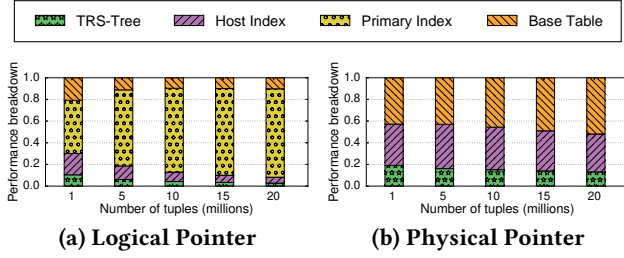 TRS-Tree Host Index Primary Index Base Table
Performance breakdown
1.0
0.8
0.6
0.4
0.2
0.0
1 5 10 15 20
Number of tuples (millions)
(a) Logical Pointer
Performance breakdown
1.0
0.8
0.6
0.4
0.2
0.0
1 5 10 15 20
Number of tuples (millions)
(b) Physical Pointer